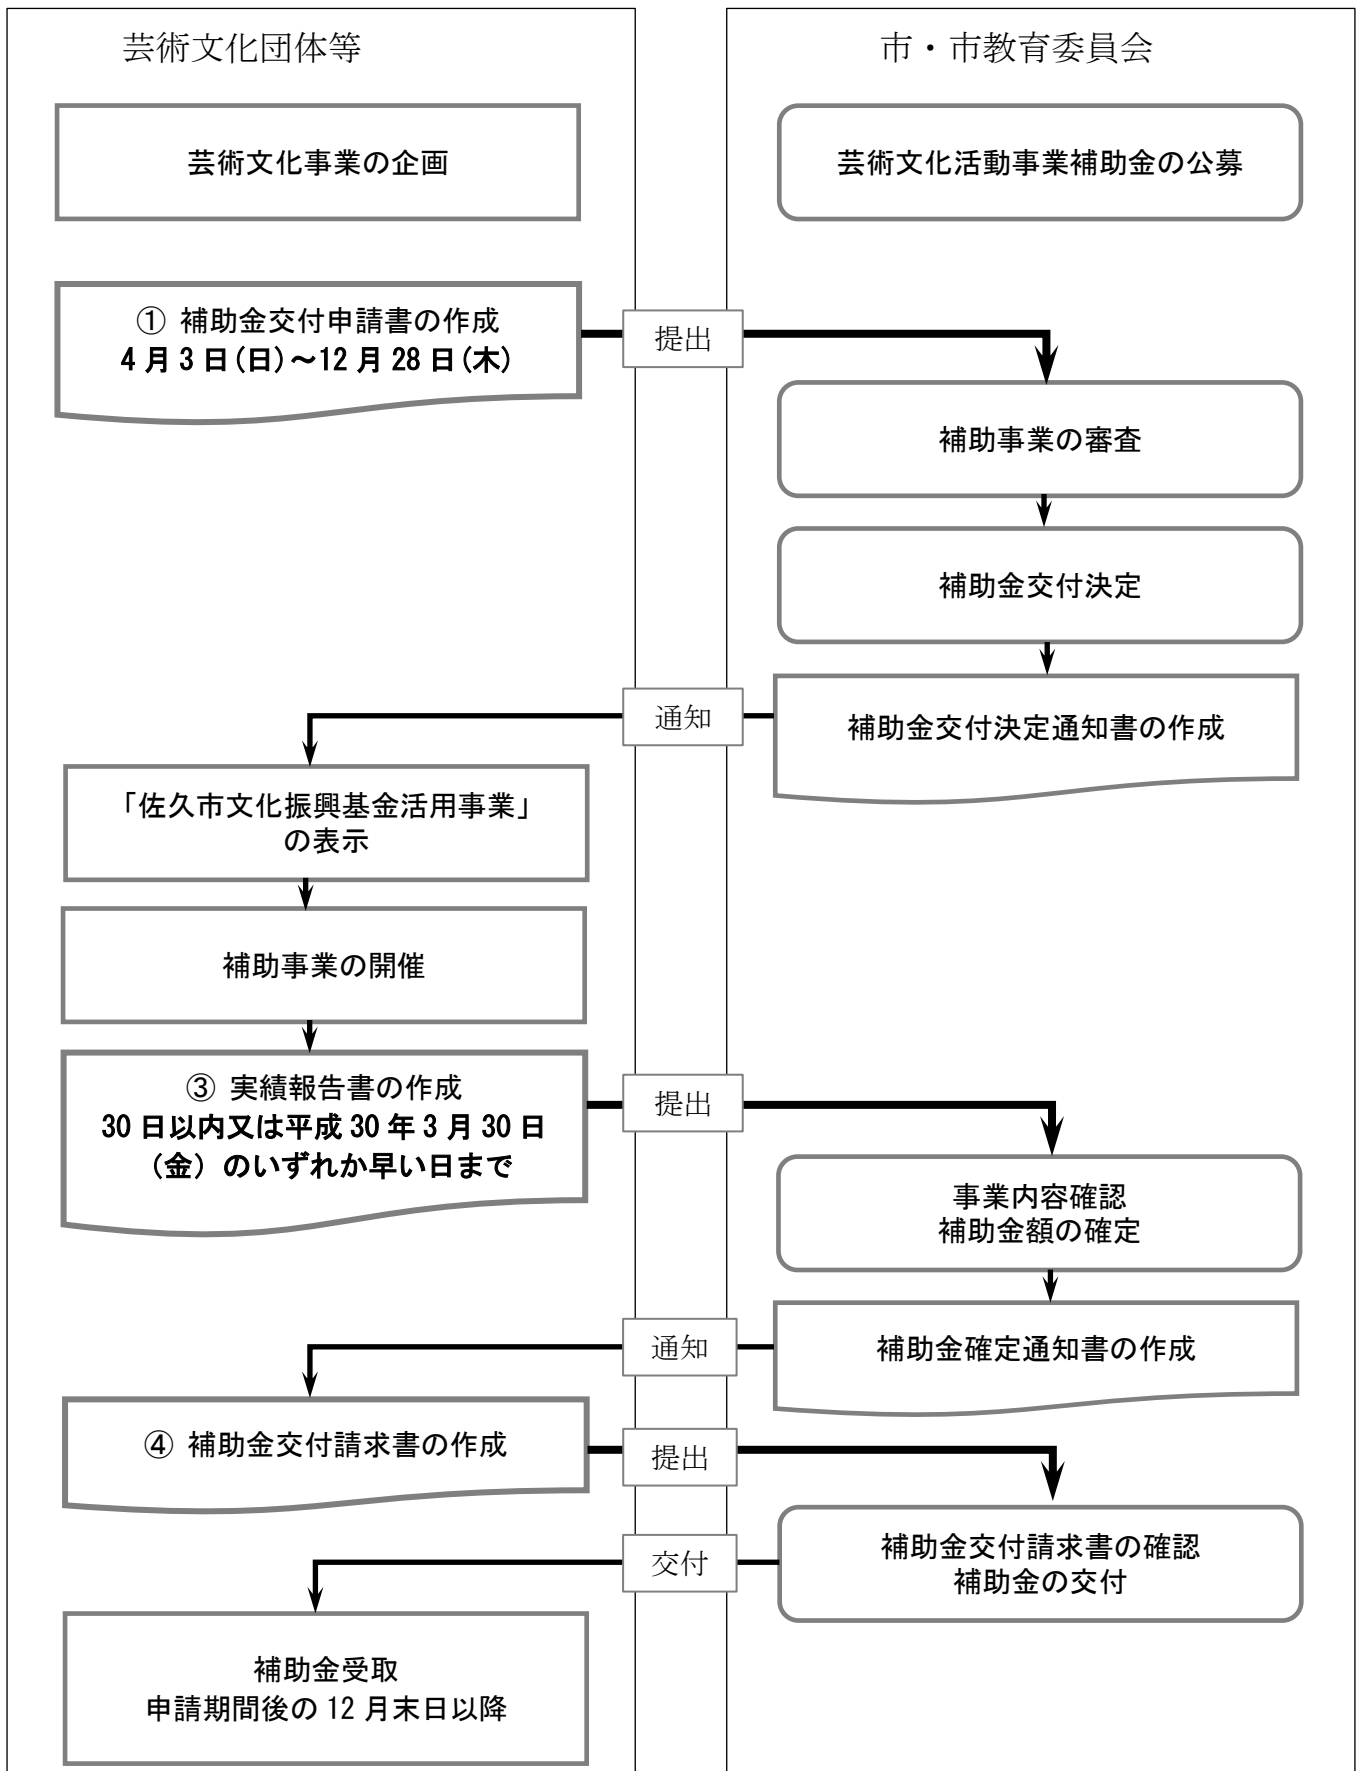 芸術文化団体等
市・市教育委員会
芸術文化事業の企画
芸術文化活動事業補助金の公募
① 補助金交付申請書の作成
4月3日(日)～12月28日(木)
提出
補助事業の審査
補助金交付決定
通知
補助金交付決定通知書の作成
「佐久市文化振興基金活用事業」
の表示
補助事業の開催
③ 実績報告書の作成
30日以内又は平成30年3月30日
（金）のいずれか早い日まで
提出
事業内容確認
補助金額の確定
通知
補助金確定通知書の作成
④ 補助金交付請求書の作成
提出
補助金交付請求書の確認
補助金の交付
交付
補助金受取
申請期間後の12月末日以降